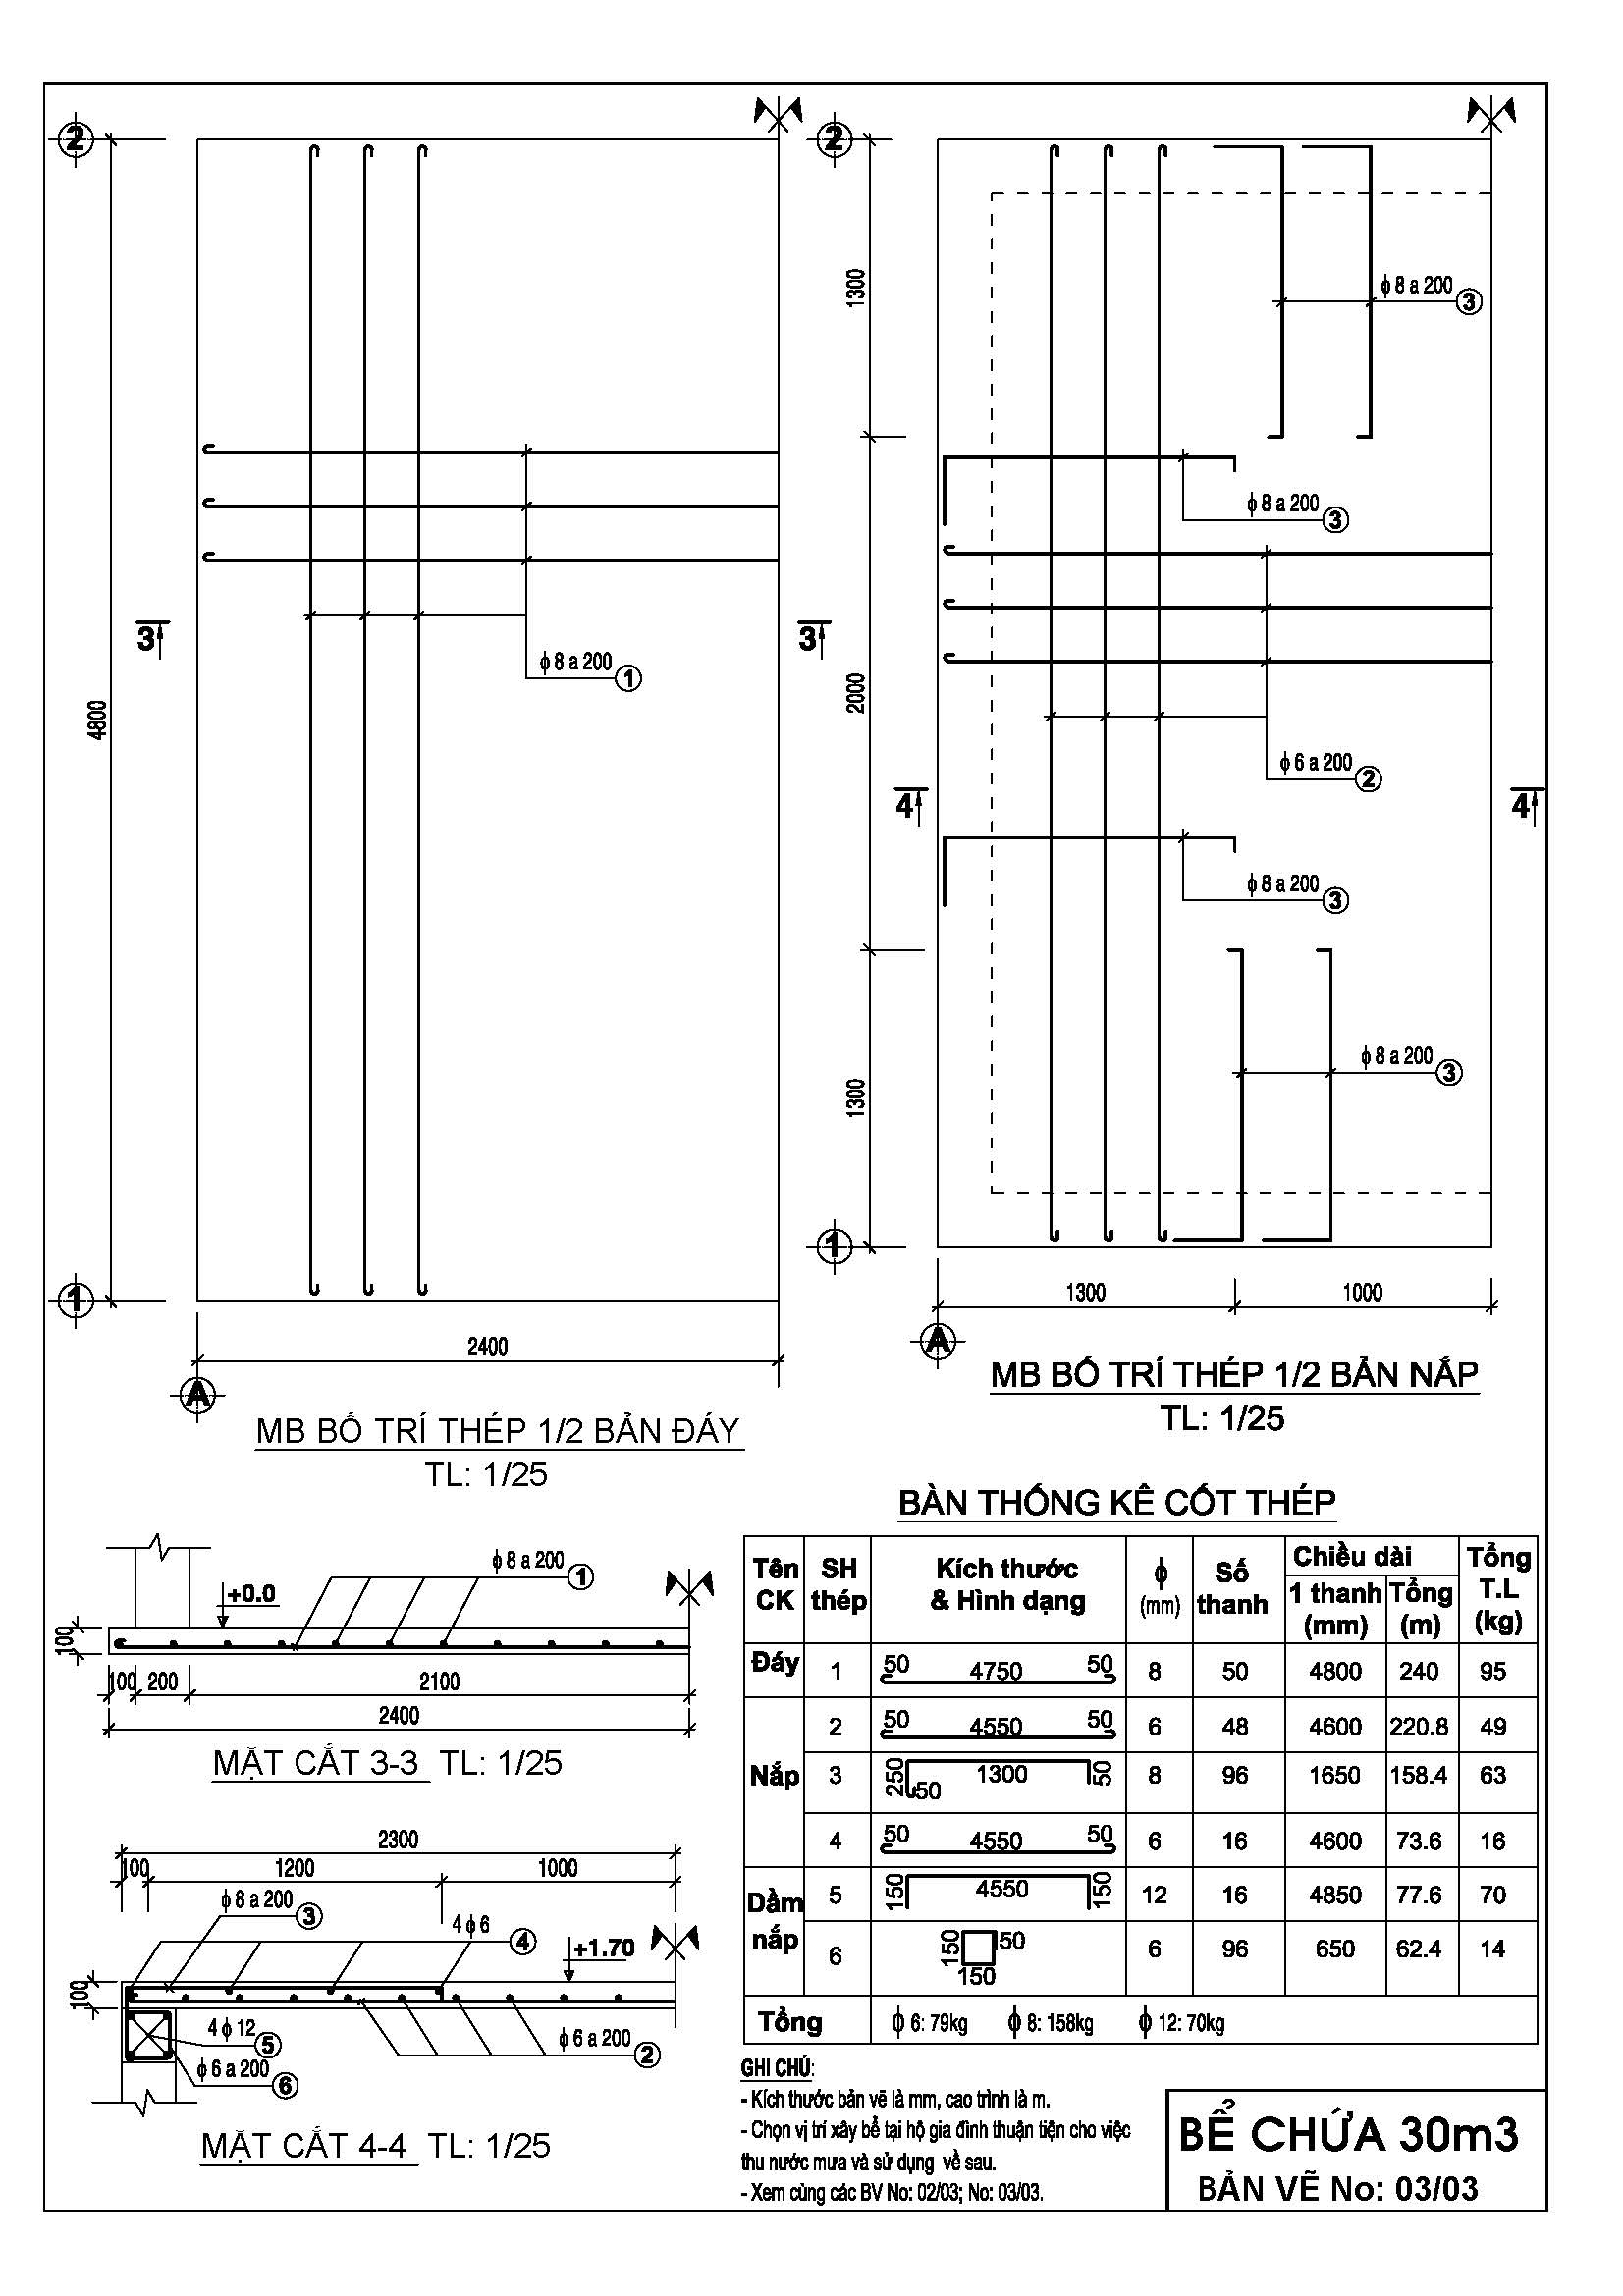 2
4800
3
3
φ 8 a 200 1
1
2400
A
MB BỐ TRÍ THÉP 1/2 BẢN ĐÁY
TL: 1/25
2
1300
φ 8 a 200 3
φ 8 a 200 3
2000
φ 6 a 200 2
4
4
φ 8 a 200 3
φ 8 a 200 3
1300
1
1300
1000
A
MB BỐ TRÍ THÉP 1/2 BẢN NẮP
TL: 1/25
φ 8 a 200 1
+0.0
100
100 200 2100
2400
MẶT CẮT 3-3 TL: 1/25
2300
100 1200 1000
φ 8 a 200 3
4 φ 6 4
+1.70
100
4 φ 12 5
φ 6 a 200 2
φ 6 a 200 6
MẶT CẮT 4-4 TL: 1/25
BÀN THỐNG KÊ CỐT THÉP
Tên CK SH thép Kích thước & Hình dạng φ (mm) Số thanh Chiều dài 1 thanh (mm) Tổng (m) Tổng T.L (kg)
Đáy 1 50 4750 50 8 50 4800 240 95
2 50 4550 50 6 48 4600 220.8 49
Nắp 3 250 50 1300 50 8 96 1650 158.4 63
4 50 4550 50 6 16 4600 73.6 16
Dầm nắp 5 150 4550 150 12 16 4850 77.6 70
6 150 150 50 6 96 650 62.4 14
Tổng φ 6: 79kg φ 8: 158kg φ 12: 70kg
GHI CHÚ:
- Kích thước bản vẽ là mm, cao trình là m.
- Chọn vị trí xây bể tại hộ gia đình thuận tiện cho việc
thu nước mưa và sử dụng về sau.
- Xem cùng các BV No: 02/03; No: 03/03.
BỂ CHỨA 30m3
BẢN VẼ No: 03/03